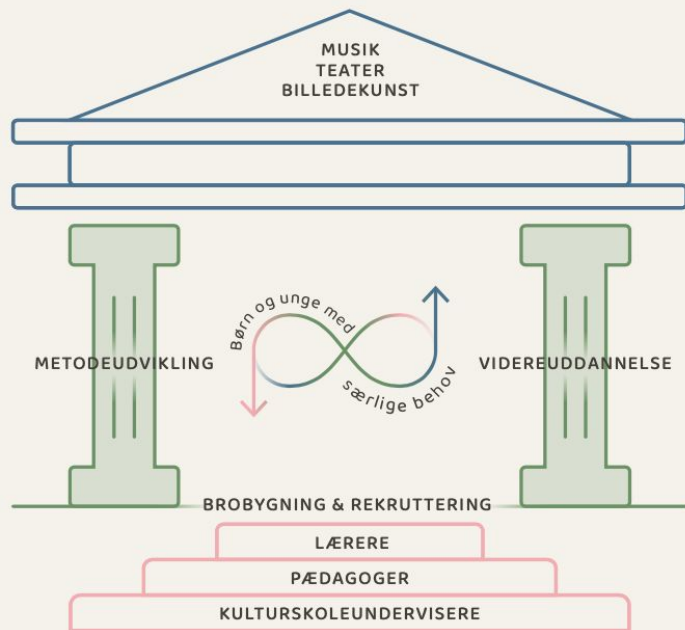 MUSIK
TEATER
BILLEDEKUNST
Børn og unge med
særlige behov
METODEUDVIKLING
VIDEREUDDANNELSE
BROBYGNING & REKRUTTERING
LÆRERE
PÆDAGOGER
KULTURSKOLEUNDERVISERE